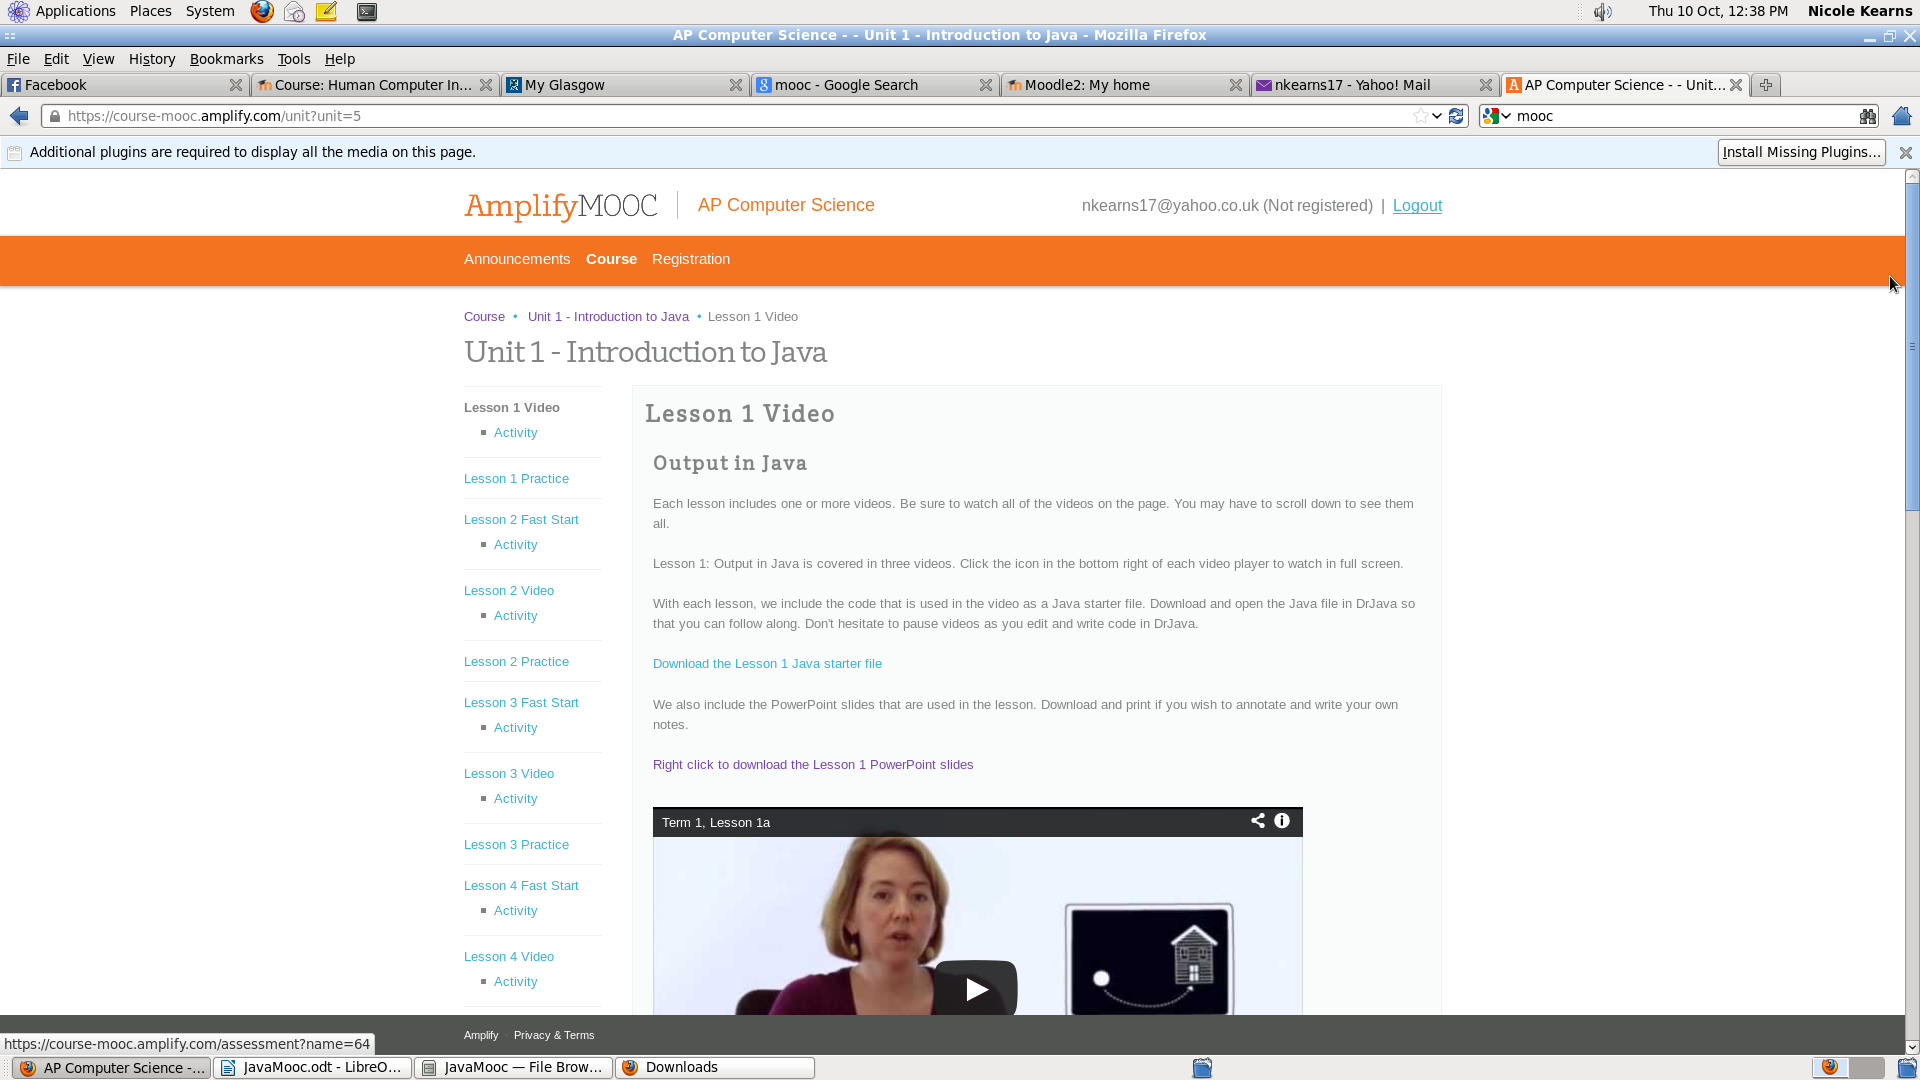 Applications Places System Thu 10 Oct, 12:38 PM Nicole Kearns
AP Computer Science - - Unit 1 - Introduction to Java - Mozilla Firefox
File Edit View History Bookmarks Tools Help
Facebook Course: Human Computer In... My Glasgow mooc - Google Search Moodle2: My home nkearns17 - Yahoo! Mail AP Computer Science - - Unit...
https://course-mooc.amplify.com/unit?unit=5 mooc
Additional plugins are required to display all the media on this page. Install Missing Plugins...
AmplifyMOOC AP Computer Science nkearns17@yahoo.co.uk (Not registered) | Logout
Announcements Course Registration
Course • Unit 1 - Introduction to Java • Lesson 1 Video
Unit 1 - Introduction to Java
Lesson 1 Video
Activity
Lesson 1 Practice
Lesson 2 Fast Start
Activity
Lesson 2 Video
Activity
Lesson 2 Practice
Lesson 3 Fast Start
Activity
Lesson 3 Video
Activity
Lesson 3 Practice
Lesson 4 Fast Start
Activity
Lesson 4 Video
Activity
Lesson 1 Video
Output in Java
Each lesson includes one or more videos. Be sure to watch all of the videos on the page. You may have to scroll down to see them
all.
Lesson 1: Output in Java is covered in three videos. Click the icon in the bottom right of each video player to watch in full screen.
With each lesson, we include the code that is used in the video as a Java starter file. Download and open the Java file in DrJava so
that you can follow along. Don't hesitate to pause videos as you edit and write code in DrJava.
Download the Lesson 1 Java starter file
We also include the PowerPoint slides that are used in the lesson. Download and print if you wish to annotate and write your own
notes.
Right click to download the Lesson 1 PowerPoint slides
Term 1, Lesson 1a
Amplify Privacy & Terms
https://course-mooc.amplify.com/assessment?name=64
AP Computer Science -... JavaMooc.odt - LibreO... JavaMooc — File Brow... Downloads